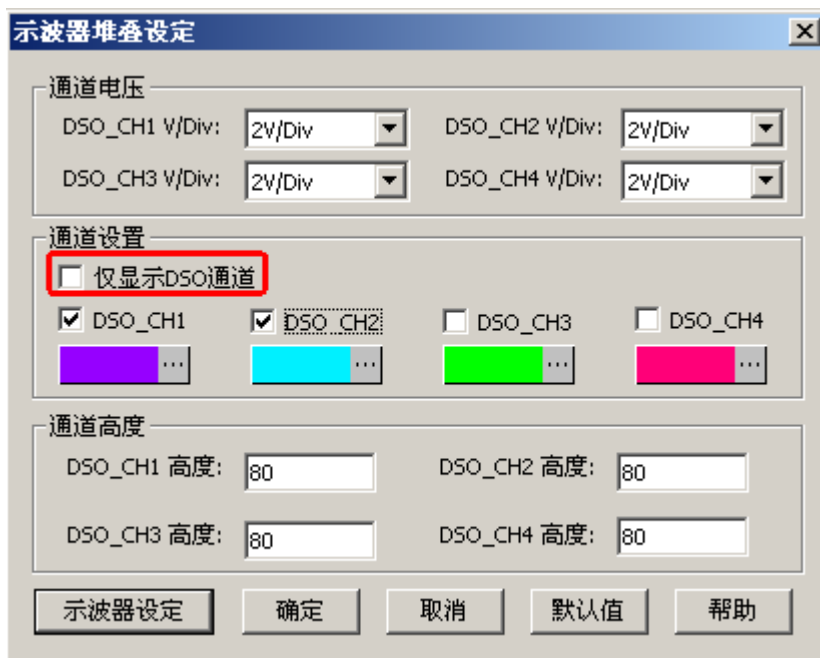 示波器堆叠设定
通道电压
DSO_CH1 V/Div: 2V/Div DSO_CH2 V/Div: 2V/Div
DSO_CH3 V/Div: 2V/Div DSO_CH4 V/Div: 2V/Div
通道设置
仅显示DSO通道
DSO_CH1 DSO_CH2 DSO_CH3 DSO_CH4
... ... ... ...
通道高度
DSO_CH1 高度: 80 DSO_CH2 高度: 80
DSO_CH3 高度: 80 DSO_CH4 高度: 80
示波器设定 确定 取消 默认值 帮助